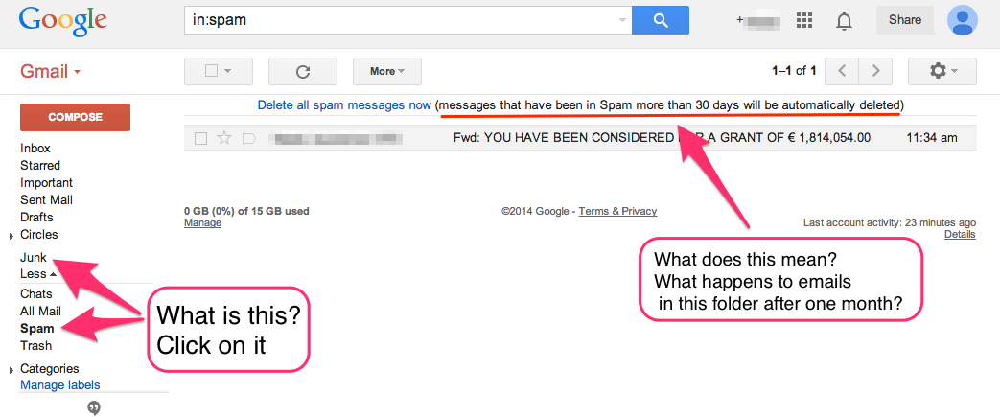 Google
in:spam
+
Share
Gmail
More
1–1 of 1
COMPOSE
Delete all spam messages now (messages that have been in Spam more than 30 days will be automatically deleted)
Fwd: YOU HAVE BEEN CONSIDERED A GRANT OF € 1,814,054.00 11:34 am
Inbox
Starred
Important
Sent Mail
Drafts
Circles
Junk
Less
Chats
All Mail
Spam
Trash
Categories
Manage labels
0 GB (0%) of 15 GB used
Manage
©2014 Google - Terms & Privacy
Last account activity: 23 minutes ago
Details
What is this?
Click on it
What does this mean?
What happens to emails
in this folder after one month?